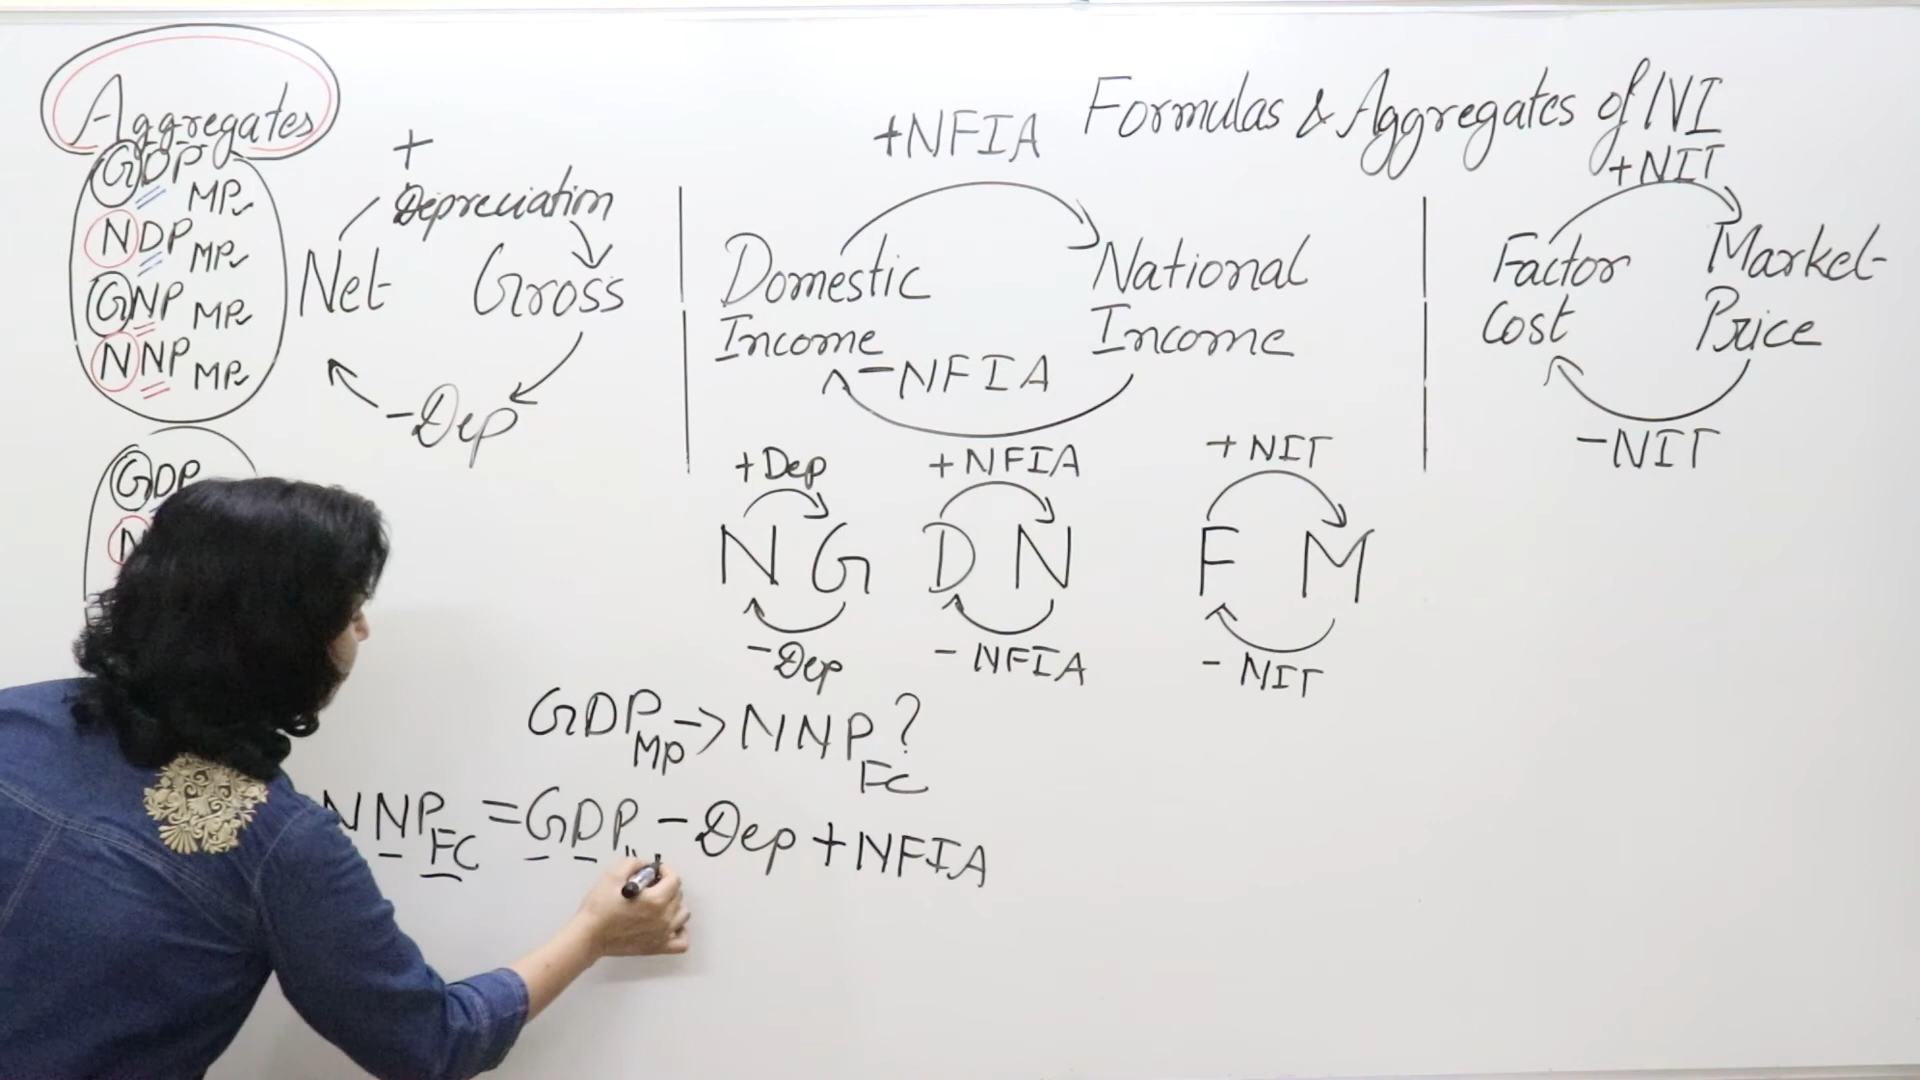 Formulas & Aggregates of NI
Aggregates
GDP MP
NDP MP
GNP MP
NNP MP
GDP
N
+
Depreciation
Net Gross
-Dep
+NFIA
Domestic Income
National Income
-NFIA
+NIT
Factor Cost
Market Price
-NIT
+Dep
N G
-Dep
+NFIA
D N
-NFIA
+NIT
F M
-NIT
GDP MP -> NNP FC ?
NNP FC = GDP - Dep + NFIA